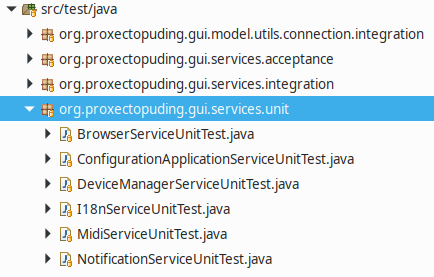 src/test/java
org.proxectopuding.gui.model.utils.connection.integration
org.proxectopuding.gui.services.acceptance
org.proxectopuding.gui.services.integration
org.proxectopuding.gui.services.unit
BrowserServiceUnitTest.java
ConfigurationApplicationServiceUnitTest.java
DeviceManagerServiceUnitTest.java
I18nServiceUnitTest.java
MidiServiceUnitTest.java
NotificationServiceUnitTest.java